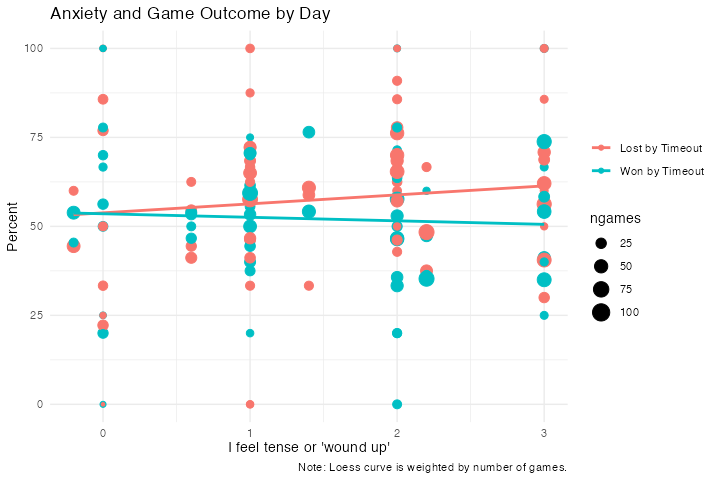 Anxiety and Game Outcome by Day
Percent
100
75
50
25
0
0 1 2 3
I feel tense or 'wound up'
Note: Loess curve is weighted by number of games.
Lost by Timeout
Won by Timeout
ngames
25
50
75
100